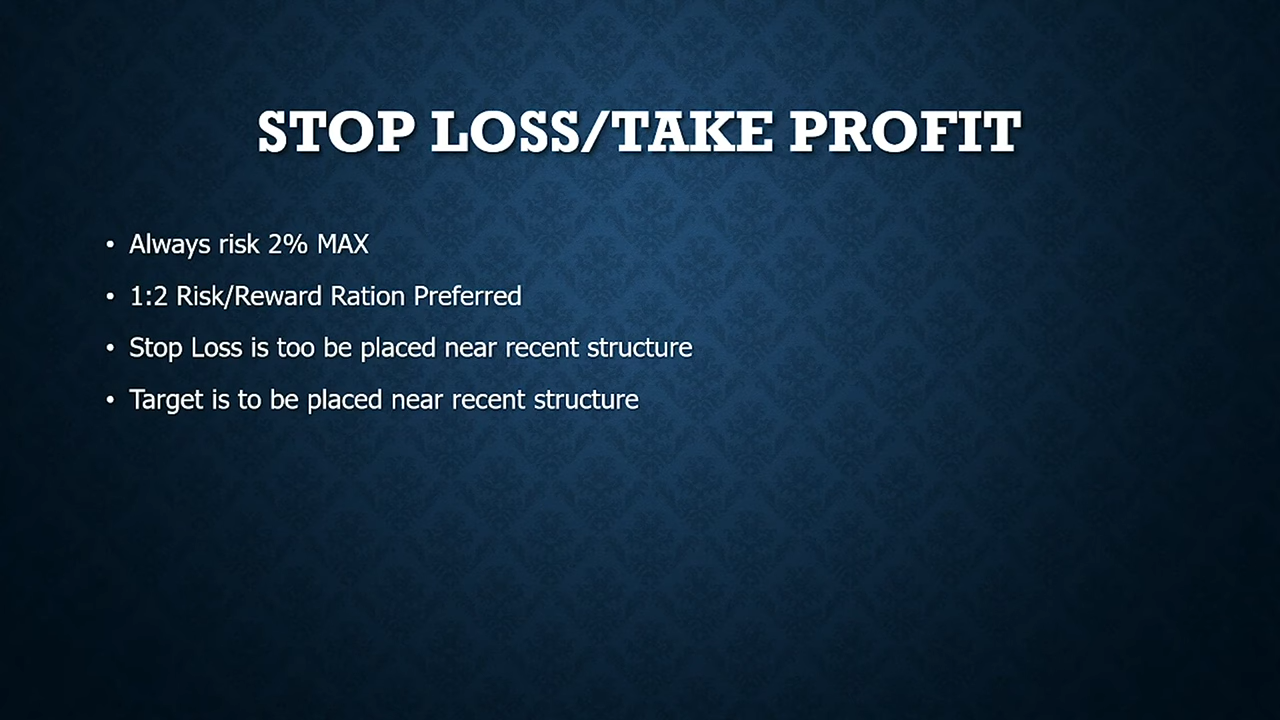 STOP LOSS/TAKE PROFIT
• Always risk 2% MAX
• 1:2 Risk/Reward Ration Preferred
• Stop Loss is too be placed near recent structure
• Target is to be placed near recent structure